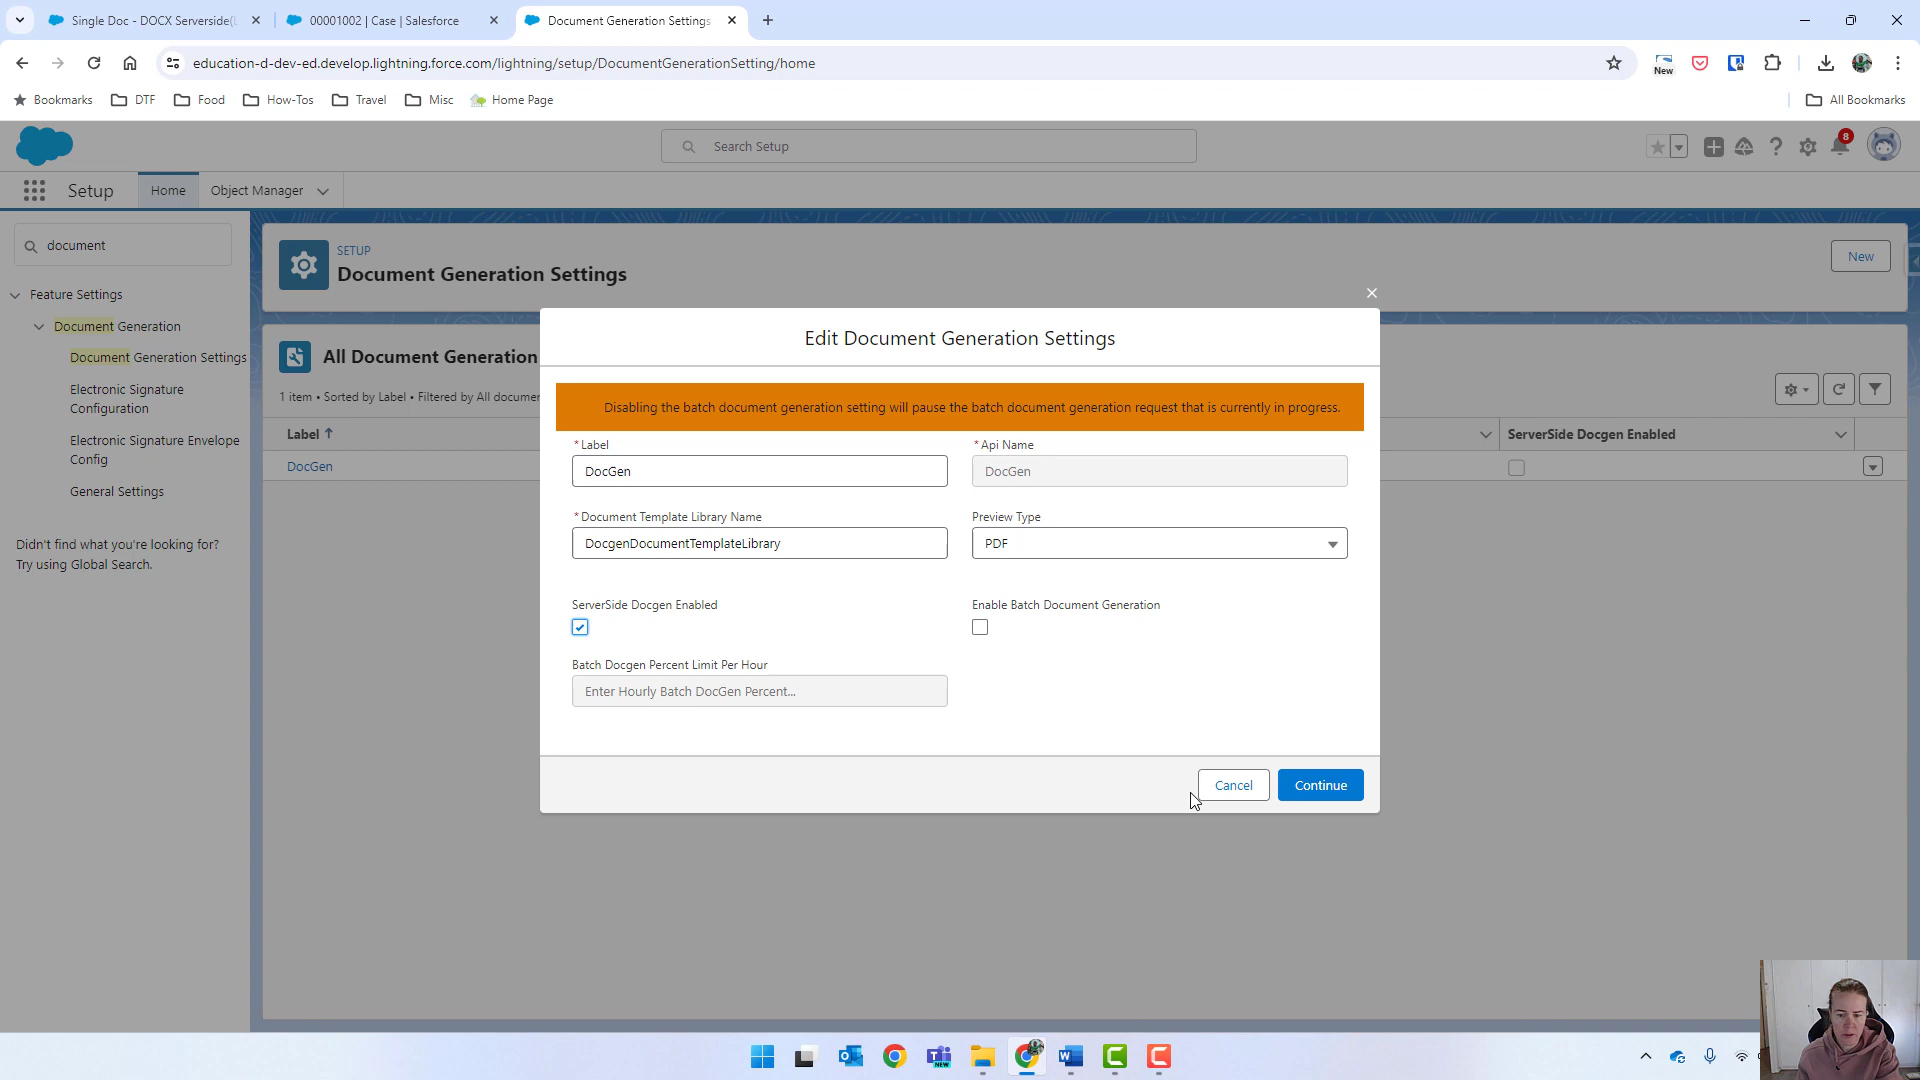 Single Doc - DOCX Serverside(
00001002 | Case | Salesforce
Document Generation Settings
education-d-dev-ed.develop.lightning.force.com/lightning/setup/DocumentGenerationSetting/home
New
Bookmarks
DTF
Food
How-Tos
Travel
Misc
Home Page
All Bookmarks
Search Setup
8
Setup
Home
Object Manager
document
Feature Settings
Document Generation
Document Generation Settings
Electronic Signature
Configuration
Electronic Signature Envelope
Config
General Settings
Didn't find what you're looking for?
Try using Global Search.
SETUP
Document Generation Settings
New
All Document Generation
1 item • Sorted by Label • Filtered by All documen
Label
ServerSide Docgen Enabled
DocGen
Edit Document Generation Settings
Disabling the batch document generation setting will pause the batch document generation request that is currently in progress.
*Label
DocGen
*Api Name
DocGen
*Document Template Library Name
DocgenDocumentTemplateLibrary
Preview Type
PDF
ServerSide Docgen Enabled
Enable Batch Document Generation
Batch Docgen Percent Limit Per Hour
Enter Hourly Batch DocGen Percent...
Cancel
Continue
NEW